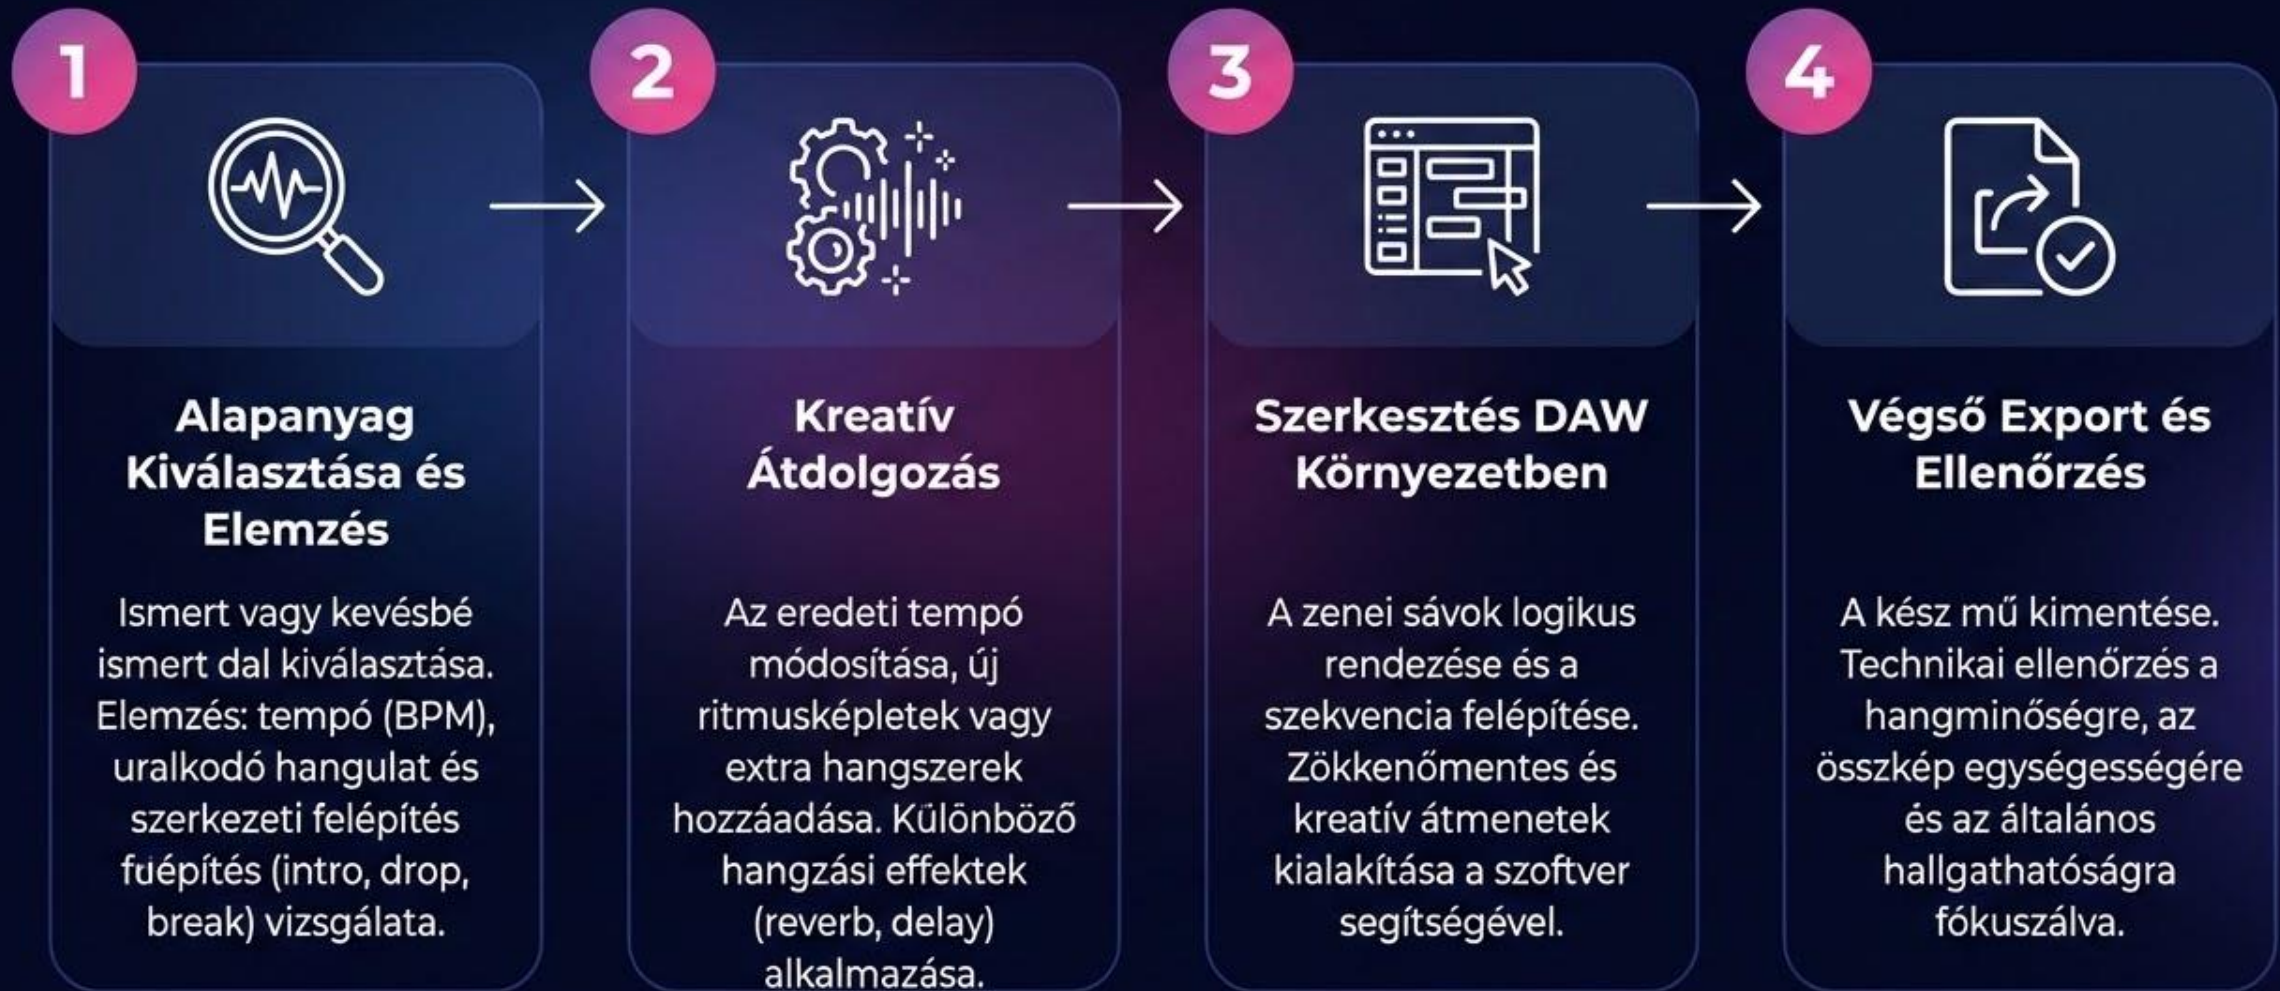 1
Alapanyag
Kiválasztása és
Elemzés
Ismert vagy kevésbé
ismert dal kiválasztása.
Elemzés: tempó (BPM),
uralkodó hangulat és
szerkezeti felépítés
fuépítés (intro, drop,
break) vizsgálata.
2
Kreatív
Átdolgozás
Az eredeti tempó
módosítása, új
ritmusképletek vagy
extra hangszerek
hozzáadása. Különböző
hangzási effektek
(reverb, delay)
alkalmazása.
3
Szerkesztés DAW
Környezetben
A zenei sávok logikus
rendezése és a
szekvencia felépítése.
Zökkenőmentes és
kreatív átmenetek
kialakítása a szoftver
segítségével.
4
Végső Export és
Ellenőrzés
A kész mű kimentése.
Technikai ellenőrzés a
hangminőségre, az
összkép egységességére
és az általános
hallgathatóságra
fókuszálva.